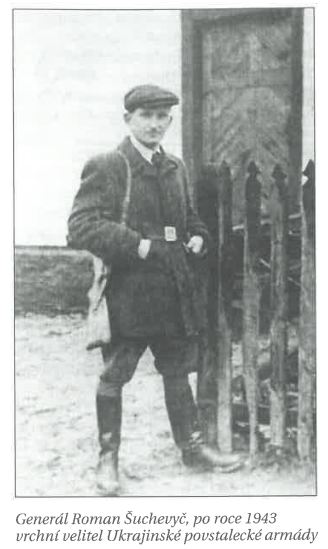 Generál Roman Šuchevyč, po roce 1943
vrchní velitel Ukrajinské povstalecké armády